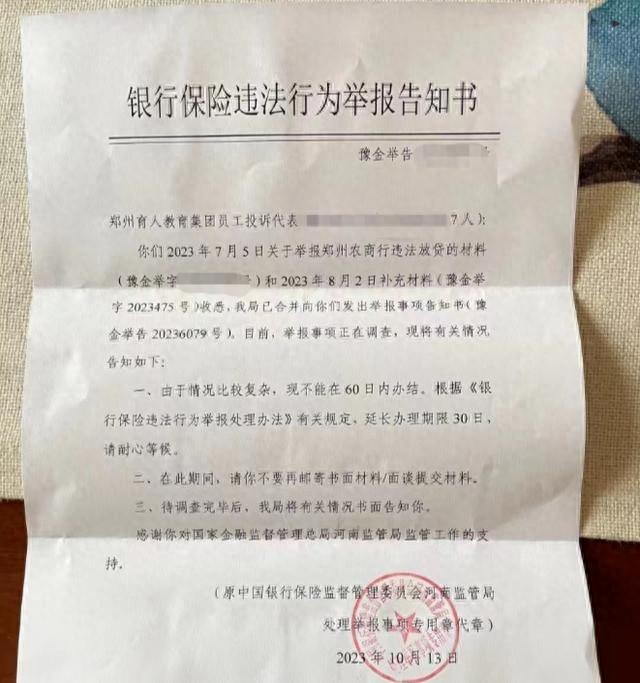 银行保险违法行为举报告知书
豫金举告
郑州育人教育集团员工投诉代表 7人):
你们2023年7月5日关于举报郑州农商行违法放贷的材料
(豫金举字 号)和2023年8月2日补充材料(豫金举
字2023475号)收悉,我局已合并向你们发出举报事项告知书(豫
金举告20236079号)。目前,举报事项正在调查,现将有关情况
告知如下:
一、由于情况比较复杂,现不能在60日内办结。根据《银
行保险违法行为举报处理办法》有关规定,延长办理期限30日,
请耐心等候。
二、在此期间,请你不要再邮寄书面材料/面谈提交材料。
三、待调查完毕后,我局将有关情况书面告知你。
感谢你对国家金融监督管理总局河南监管局监管工作的支
持。
(原中国银行保险监督管理委员会河南监管局
处理举报事项专用章代章)
2023年10月13日